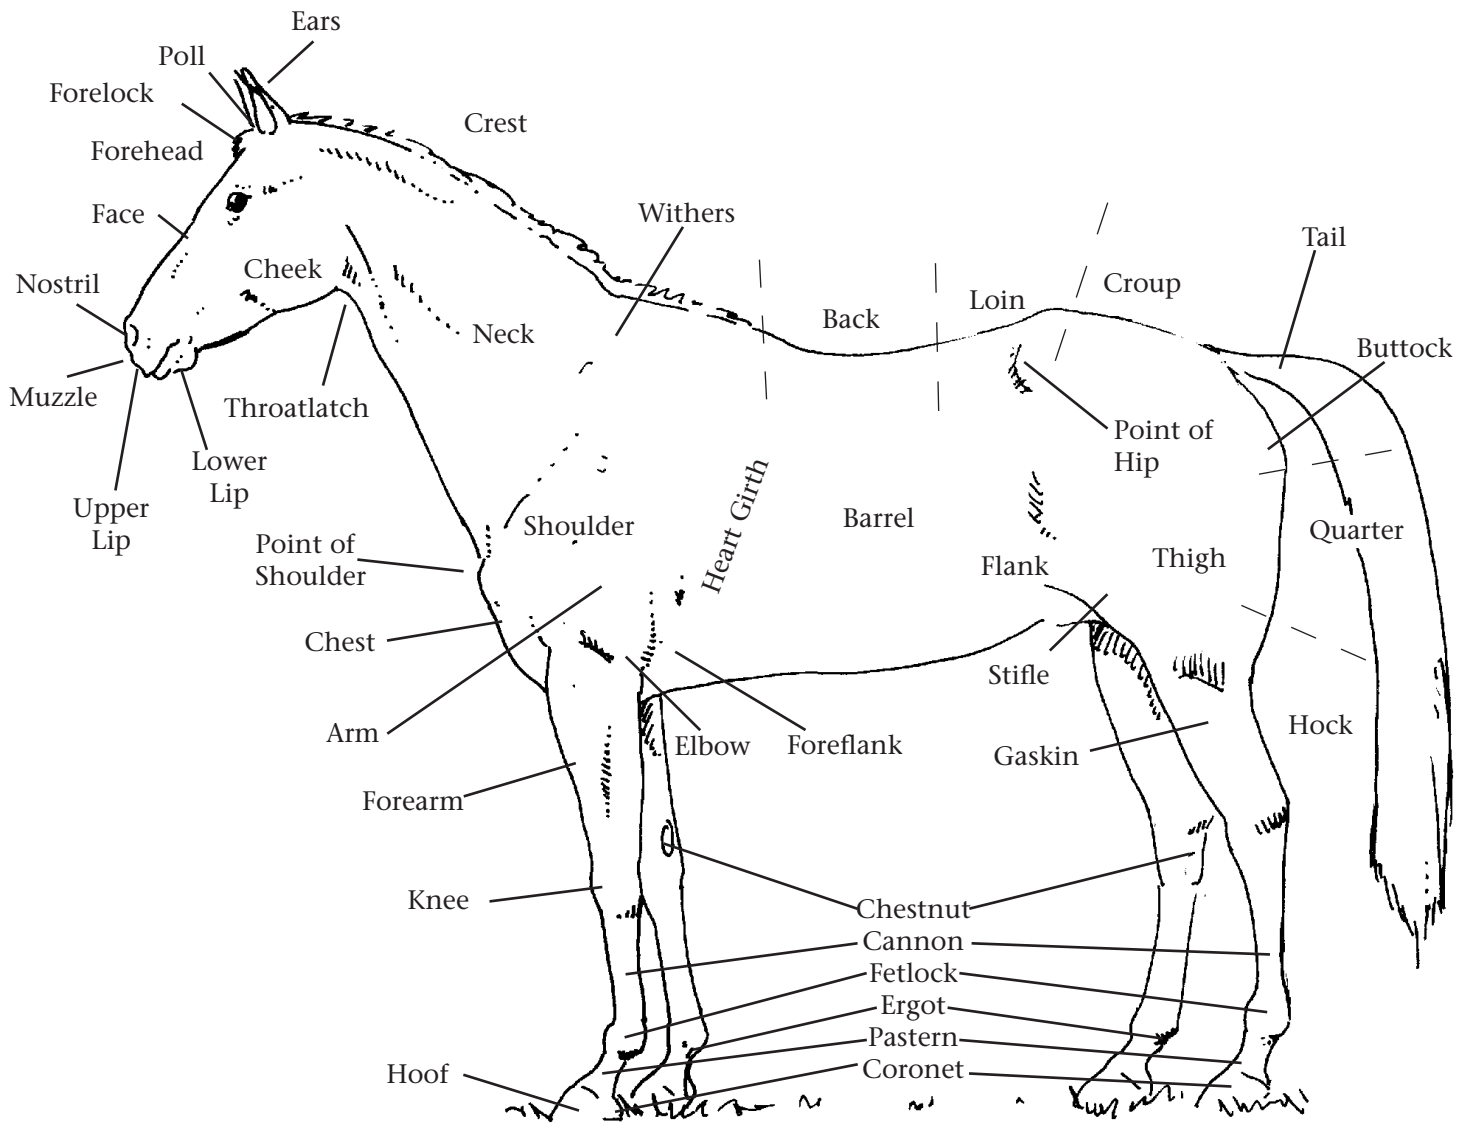 Ears
Poll
Forelock
Crest
Forehead
Withers
Face
Tail
Cheek
Nostril
Croup
Loin
Back
Neck
Buttock
Muzzle
Throatlatch
Point of
Hip
Lower
Lip
Upper
Lip
Shoulder
Heart Girth
Barrel
Quarter
Point of
Shoulder
Flank
Thigh
Chest
Stifle
Arm
Elbow
Foreflank
Hock
Gaskin
Forearm
Knee
Chestnut
Cannon
Fetlock
Ergot
Pastern
Coronet
Hoof